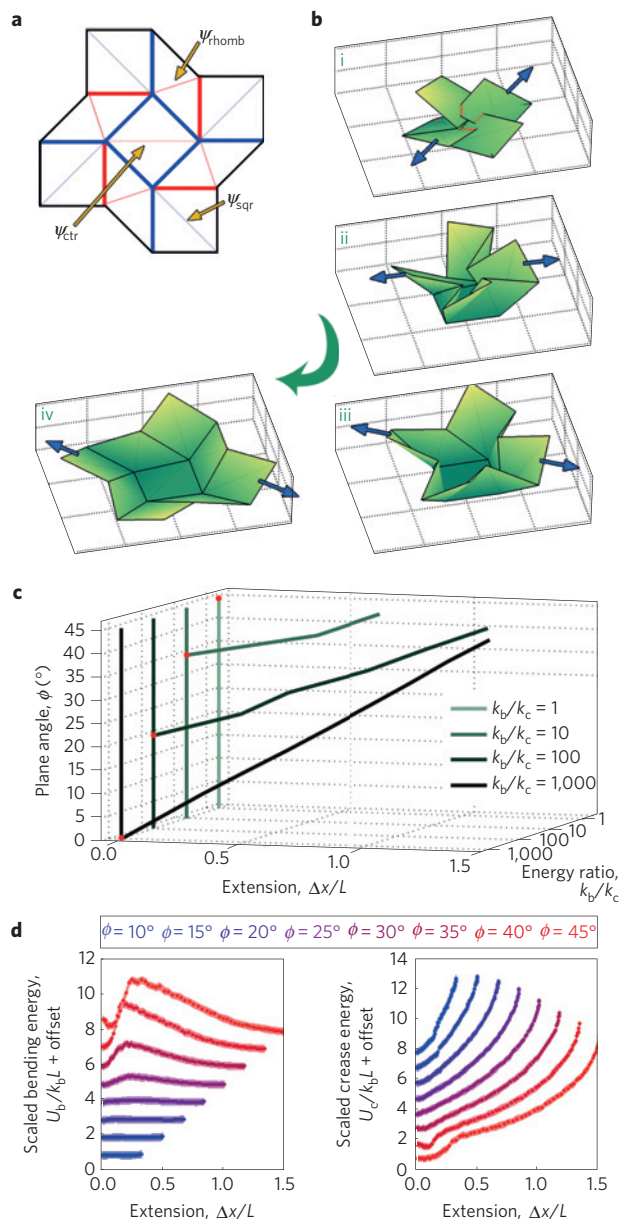 a
ψrhomb
ψctr
ψsqr
b
i
ii
iii
iv
c
Plane angle, ϕ (°)
45
40
35
30
25
20
15
10
5
0
0.0
0.5
1.0
1.5
Extension, Δx/L
kb/kc = 1
kb/kc = 10
kb/kc = 100
kb/kc = 1,000
1
10
100
1,000
Energy ratio,
kb/kc
d
ϕ = 10° ϕ = 15° ϕ = 20° ϕ = 25° ϕ = 30° ϕ = 35° ϕ = 40° ϕ = 45°
Scaled bending energy,
Ub/kbL + offset
12
10
8
6
4
2
0
0.0 0.5 1.0 1.5
Extension, Δx/L
Scaled crease energy,
Uc/kbL + offset
14
12
10
8
6
4
2
0
0.0 0.5 1.0 1.5
Extension, Δx/L